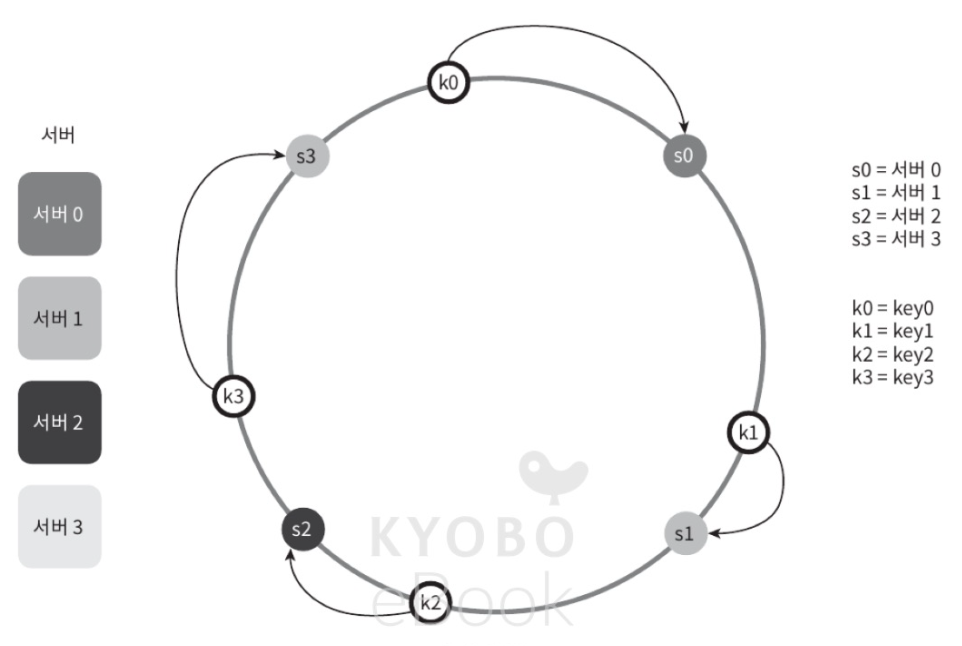 서버
서버 0
서버 1
서버 2
서버 3
k0
s3
s0
k3
k1
s2
s1
k2
s0 = 서버 0
s1 = 서버 1
s2 = 서버 2
s3 = 서버 3
k0 = key0
k1 = key1
k2 = key2
k3 = key3
KYOBO
eBook